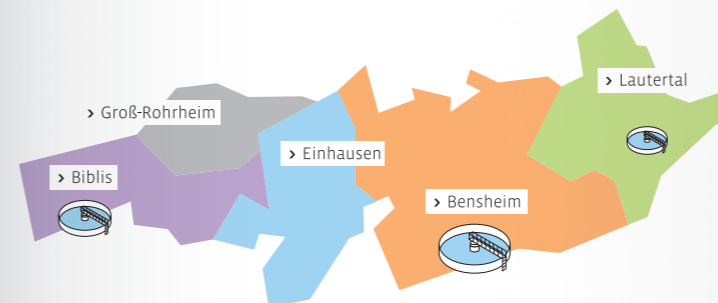 › Lautertal
› Groß-Rohrheim
› Einhausen
› Biblis
› Bensheim